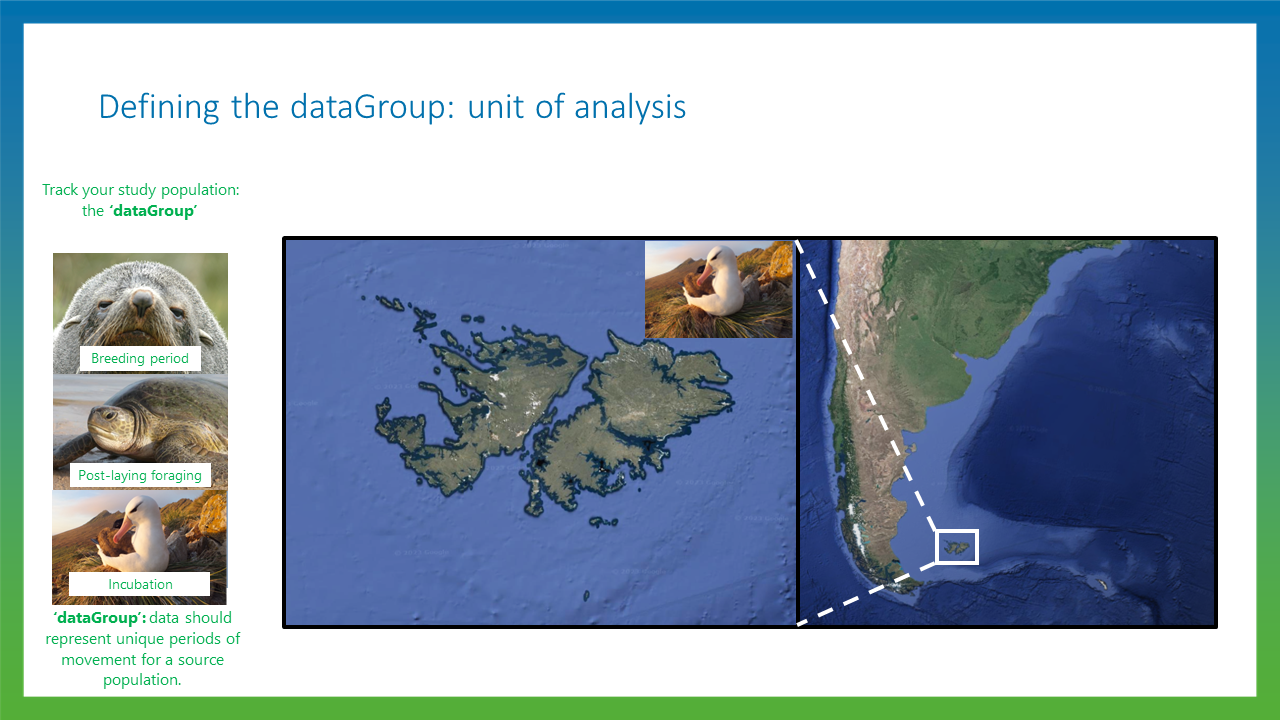 Defining the dataGroup: unit of analysis
Track your study population:
the ‘dataGroup’
Breeding period
Post-laying foraging
Incubation
‘dataGroup’: data should
represent unique periods of
movement for a source
population.